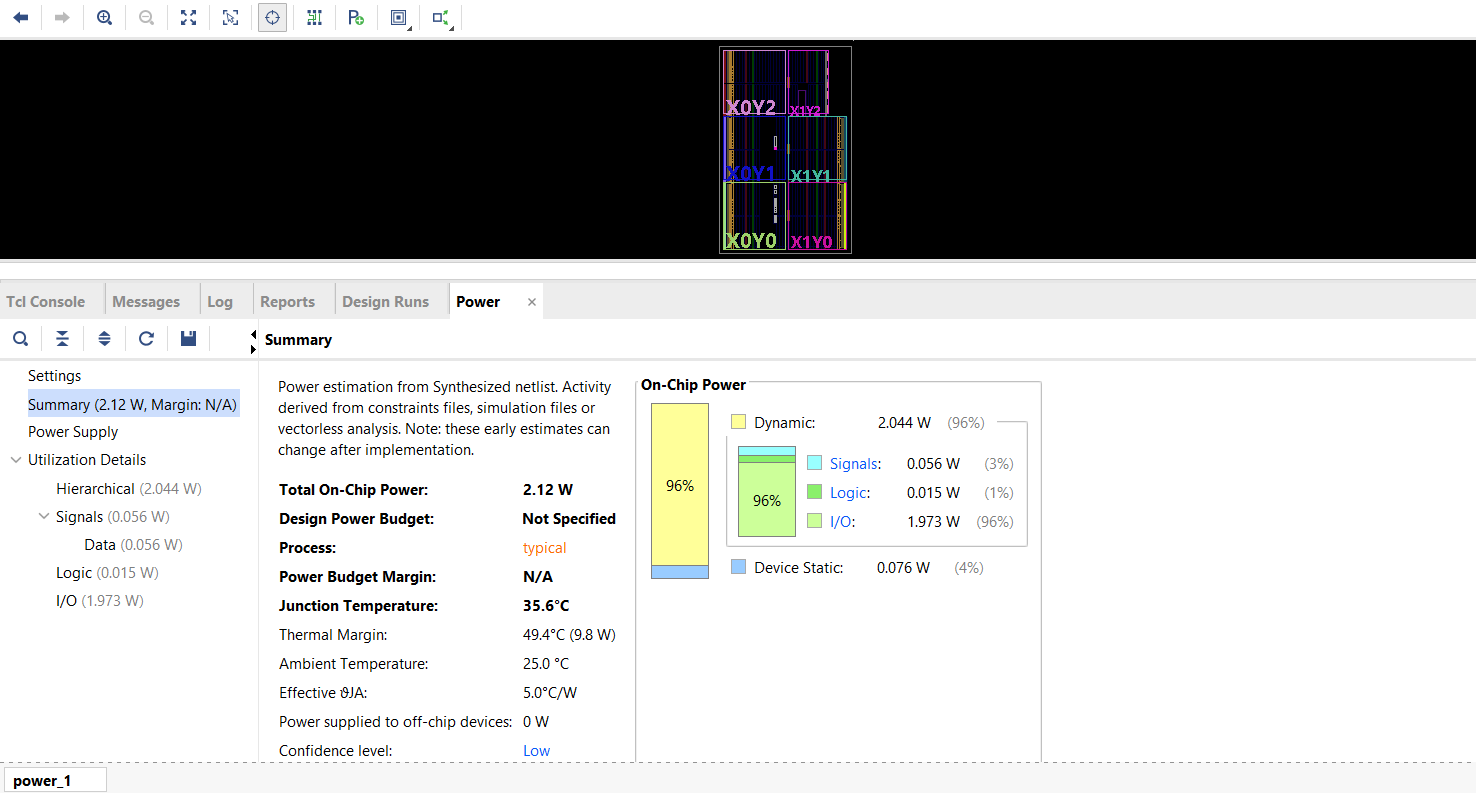 X0Y2 X1Y2
X0Y1 X1Y1
X0Y0 X1Y0
Tcl Console Messages Log Reports Design Runs Power ×
Summary
Settings
Summary (2.12 W, Margin: N/A)
Power Supply
Utilization Details
Hierarchical (2.044 W)
Signals (0.056 W)
Data (0.056 W)
Logic (0.015 W)
I/O (1.973 W)
Power estimation from Synthesized netlist. Activity
derived from constraints files, simulation files or
vectorless analysis. Note: these early estimates can
change after implementation.
Total On-Chip Power: 2.12 W
Design Power Budget: Not Specified
Process: typical
Power Budget Margin: N/A
Junction Temperature: 35.6°C
Thermal Margin: 49.4°C (9.8 W)
Ambient Temperature: 25.0 °C
Effective ϑJA: 5.0°C/W
Power supplied to off-chip devices: 0 W
Confidence level: Low
On-Chip Power
96%
Dynamic: 2.044 W (96%)
96%
Signals: 0.056 W (3%)
Logic: 0.015 W (1%)
I/O: 1.973 W (96%)
Device Static: 0.076 W (4%)
power_1